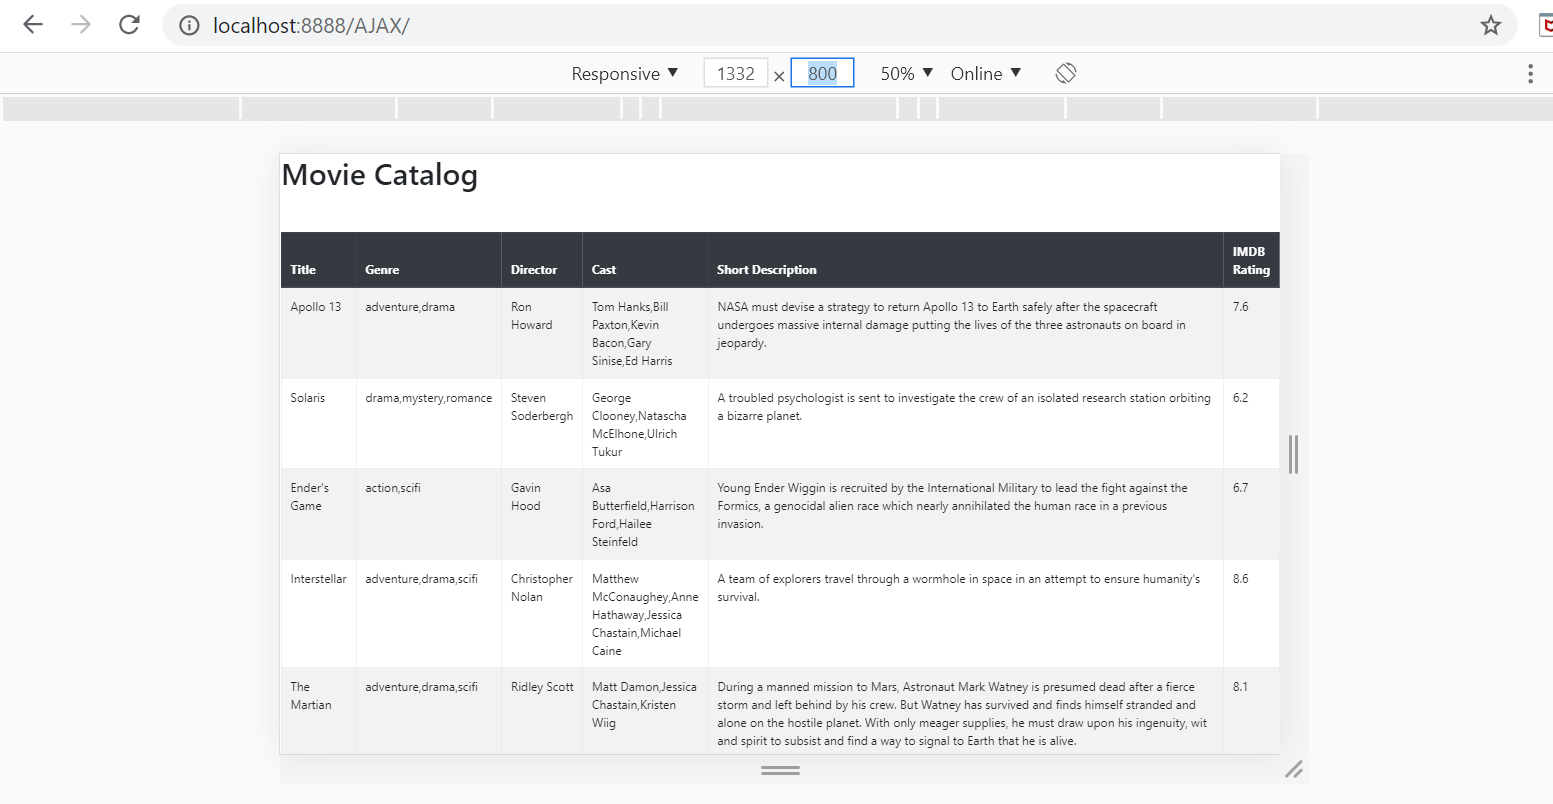 localhost:8888/AJAX/
Responsive ▼ 1332 × 800 50% ▼ Online ▼
Movie Catalog
Title Genre Director Cast Short Description IMDB
Rating
Apollo 13 adventure,drama Ron
Howard
Tom Hanks,Bill
Paxton,Kevin
Bacon,Gary
Sinise,Ed Harris
NASA must devise a strategy to return Apollo 13 to Earth safely after the spacecraft
undergoes massive internal damage putting the lives of the three astronauts on board in
jeopardy.
7.6
Solaris
drama,mystery,romance
Steven
Soderbergh
George
Clooney,Natascha
McElhone,Ulrich
Tukur
A troubled psychologist is sent to investigate the crew of an isolated research station orbiting
a bizarre planet.
6.2
Ender's
Game
action,scifi
Gavin
Hood
Asa
Butterfield,Harrison
Ford,Hailee
Steinfeld
Young Ender Wiggin is recruited by the International Military to lead the fight against the
Formics, a genocidal alien race which nearly annihilated the human race in a previous
invasion.
6.7
Interstellar
adventure,drama,scifi
Christopher
Nolan
Matthew
McConaughey,Anne
Hathaway,Jessica
Chastain,Michael
Caine
A team of explorers travel through a wormhole in space in an attempt to ensure humanity's
survival.
8.6
The
Martian
adventure,drama,scifi
Ridley Scott
Matt Damon,Jessica
Chastain,Kristen
Wiig
During a manned mission to Mars, Astronaut Mark Watney is presumed dead after a fierce
storm and left behind by his crew. But Watney has survived and finds himself stranded and
alone on the hostile planet. With only meager supplies, he must draw upon his ingenuity, wit
and spirit to subsist and find a way to signal to Earth that he is alive.
8.1